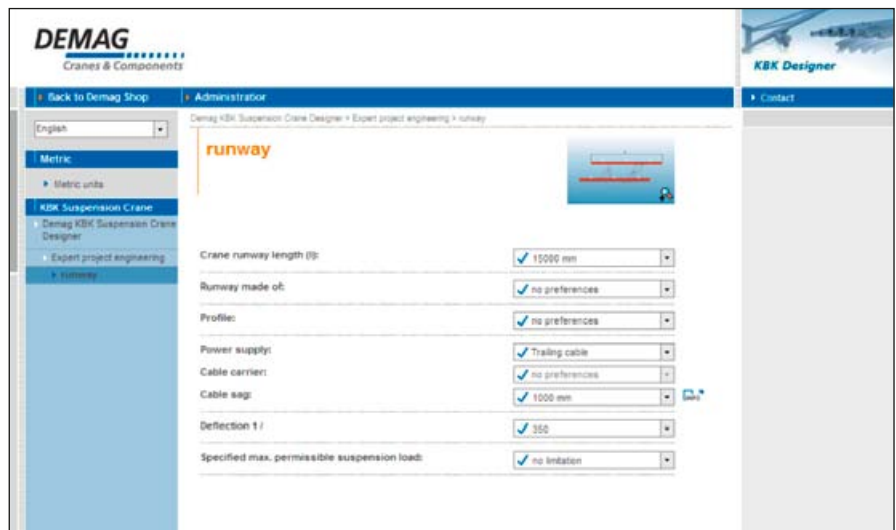 DEMAG
Cranes & Components
KBK Designer
Back to Demag Shop
Administration
Contact
Demag KBK Suspension Crane Designer > Expert project engineering > runway
English
runway
Metric
Metric units
KBK Suspension Crane
Demag KBK Suspension Crane
Designer
Expert project engineering
runway
Crane runway length (l):
15000 mm
Runway made of:
no preferences
Profile:
no preferences
Power supply:
Trailing cable
Cable carrier:
no preferences
Cable sag:
1000 mm
Deflection 1 /
350
Specified max. permissible suspension load:
no limitation